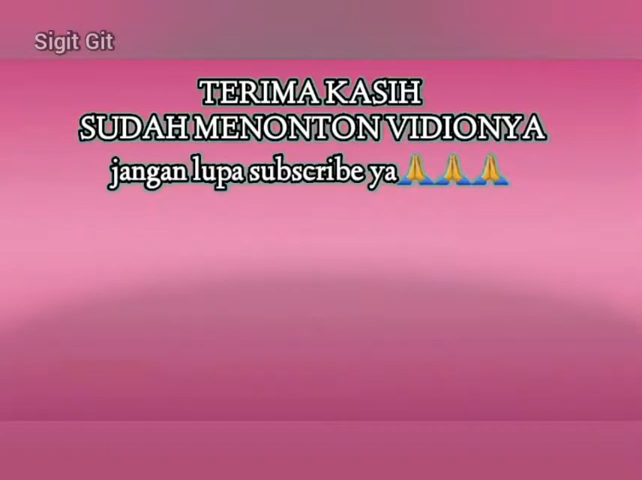 Sigit Git
TERIMA KASIH
SUDAH MENONTON VIDIONYA
jangan lupa subscribe ya🙏🙏🙏